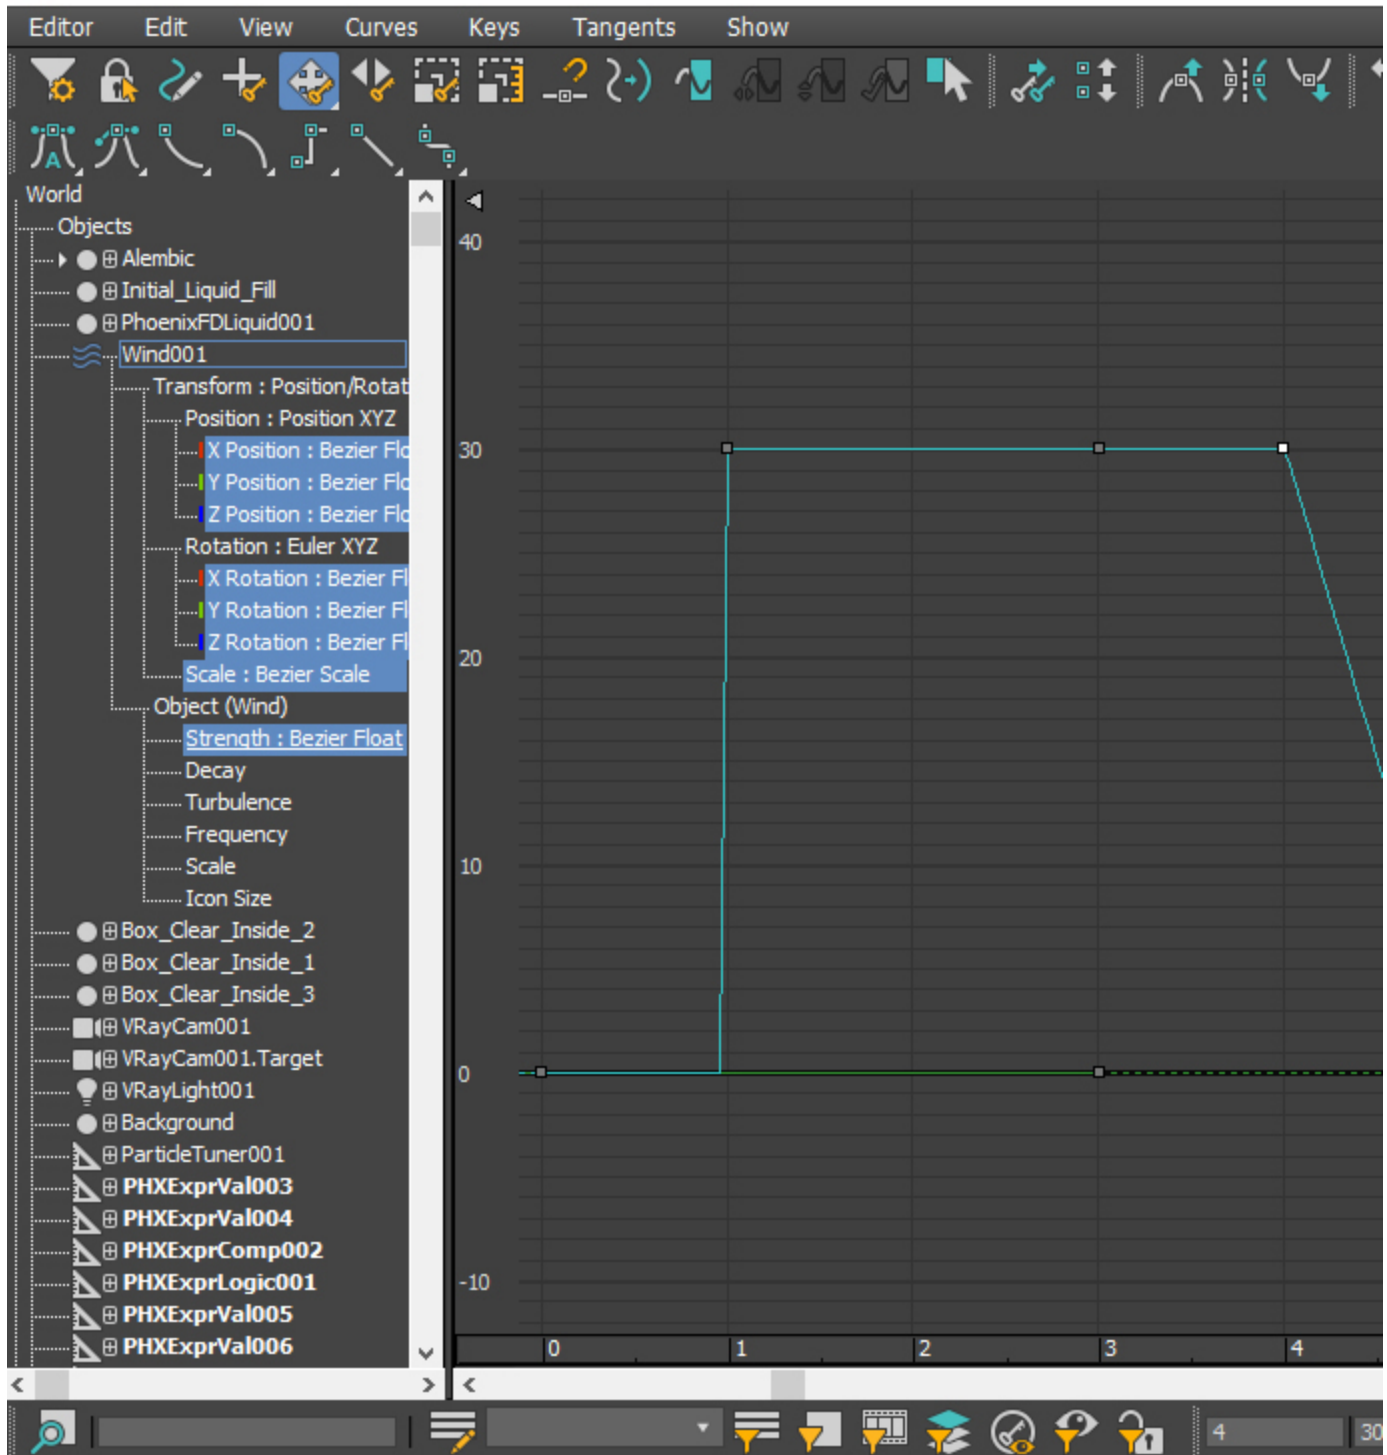 Editor Edit View Curves Keys Tangents Show
World
Objects
Alembic
Initial_Liquid_Fill
PhoenixFDLiquid001
Wind001
Transform : Position/Rotat
Position : Position XYZ
X Position : Bezier Flo
Y Position : Bezier Flo
Z Position : Bezier Flo
Rotation : Euler XYZ
X Rotation : Bezier Fl
Y Rotation : Bezier Fl
Z Rotation : Bezier Fl
Scale : Bezier Scale
Object (Wind)
Strength : Bezier Float
Decay
Turbulence
Frequency
Scale
Icon Size
Box_Clear_Inside_2
Box_Clear_Inside_1
Box_Clear_Inside_3
VRayCam001
VRayCam001.Target
VRayLight001
Background
ParticleTuner001
PHXExprVal003
PHXExprVal004
PHXExprComp002
PHXExprLogic001
PHXExprVal005
PHXExprVal006
40
30
20
10
0
-10
0 1 2 3 4
4 30